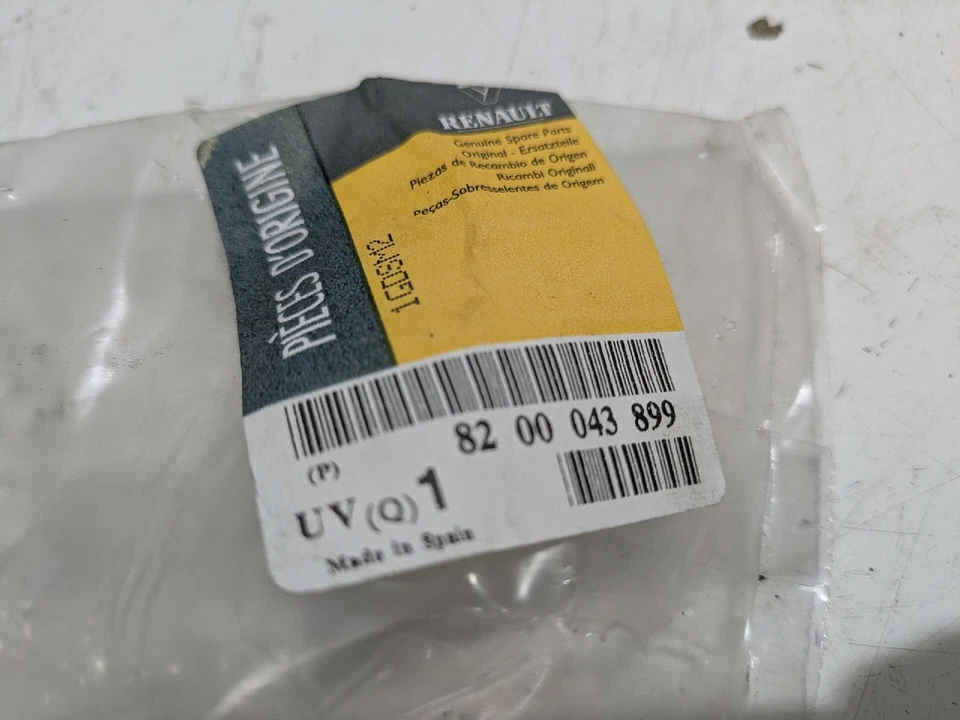 RENAULT
Genuine Spare Parts
Original - Ersatzteile
Piezas de Recambio de Origen
Ricambi Originali
Peças-Sobresselentes de Origem
PIÈCES D'ORIGINE
1GD9M2
82 00 043 899
(P)
UV (Q) 1
Made in Spain